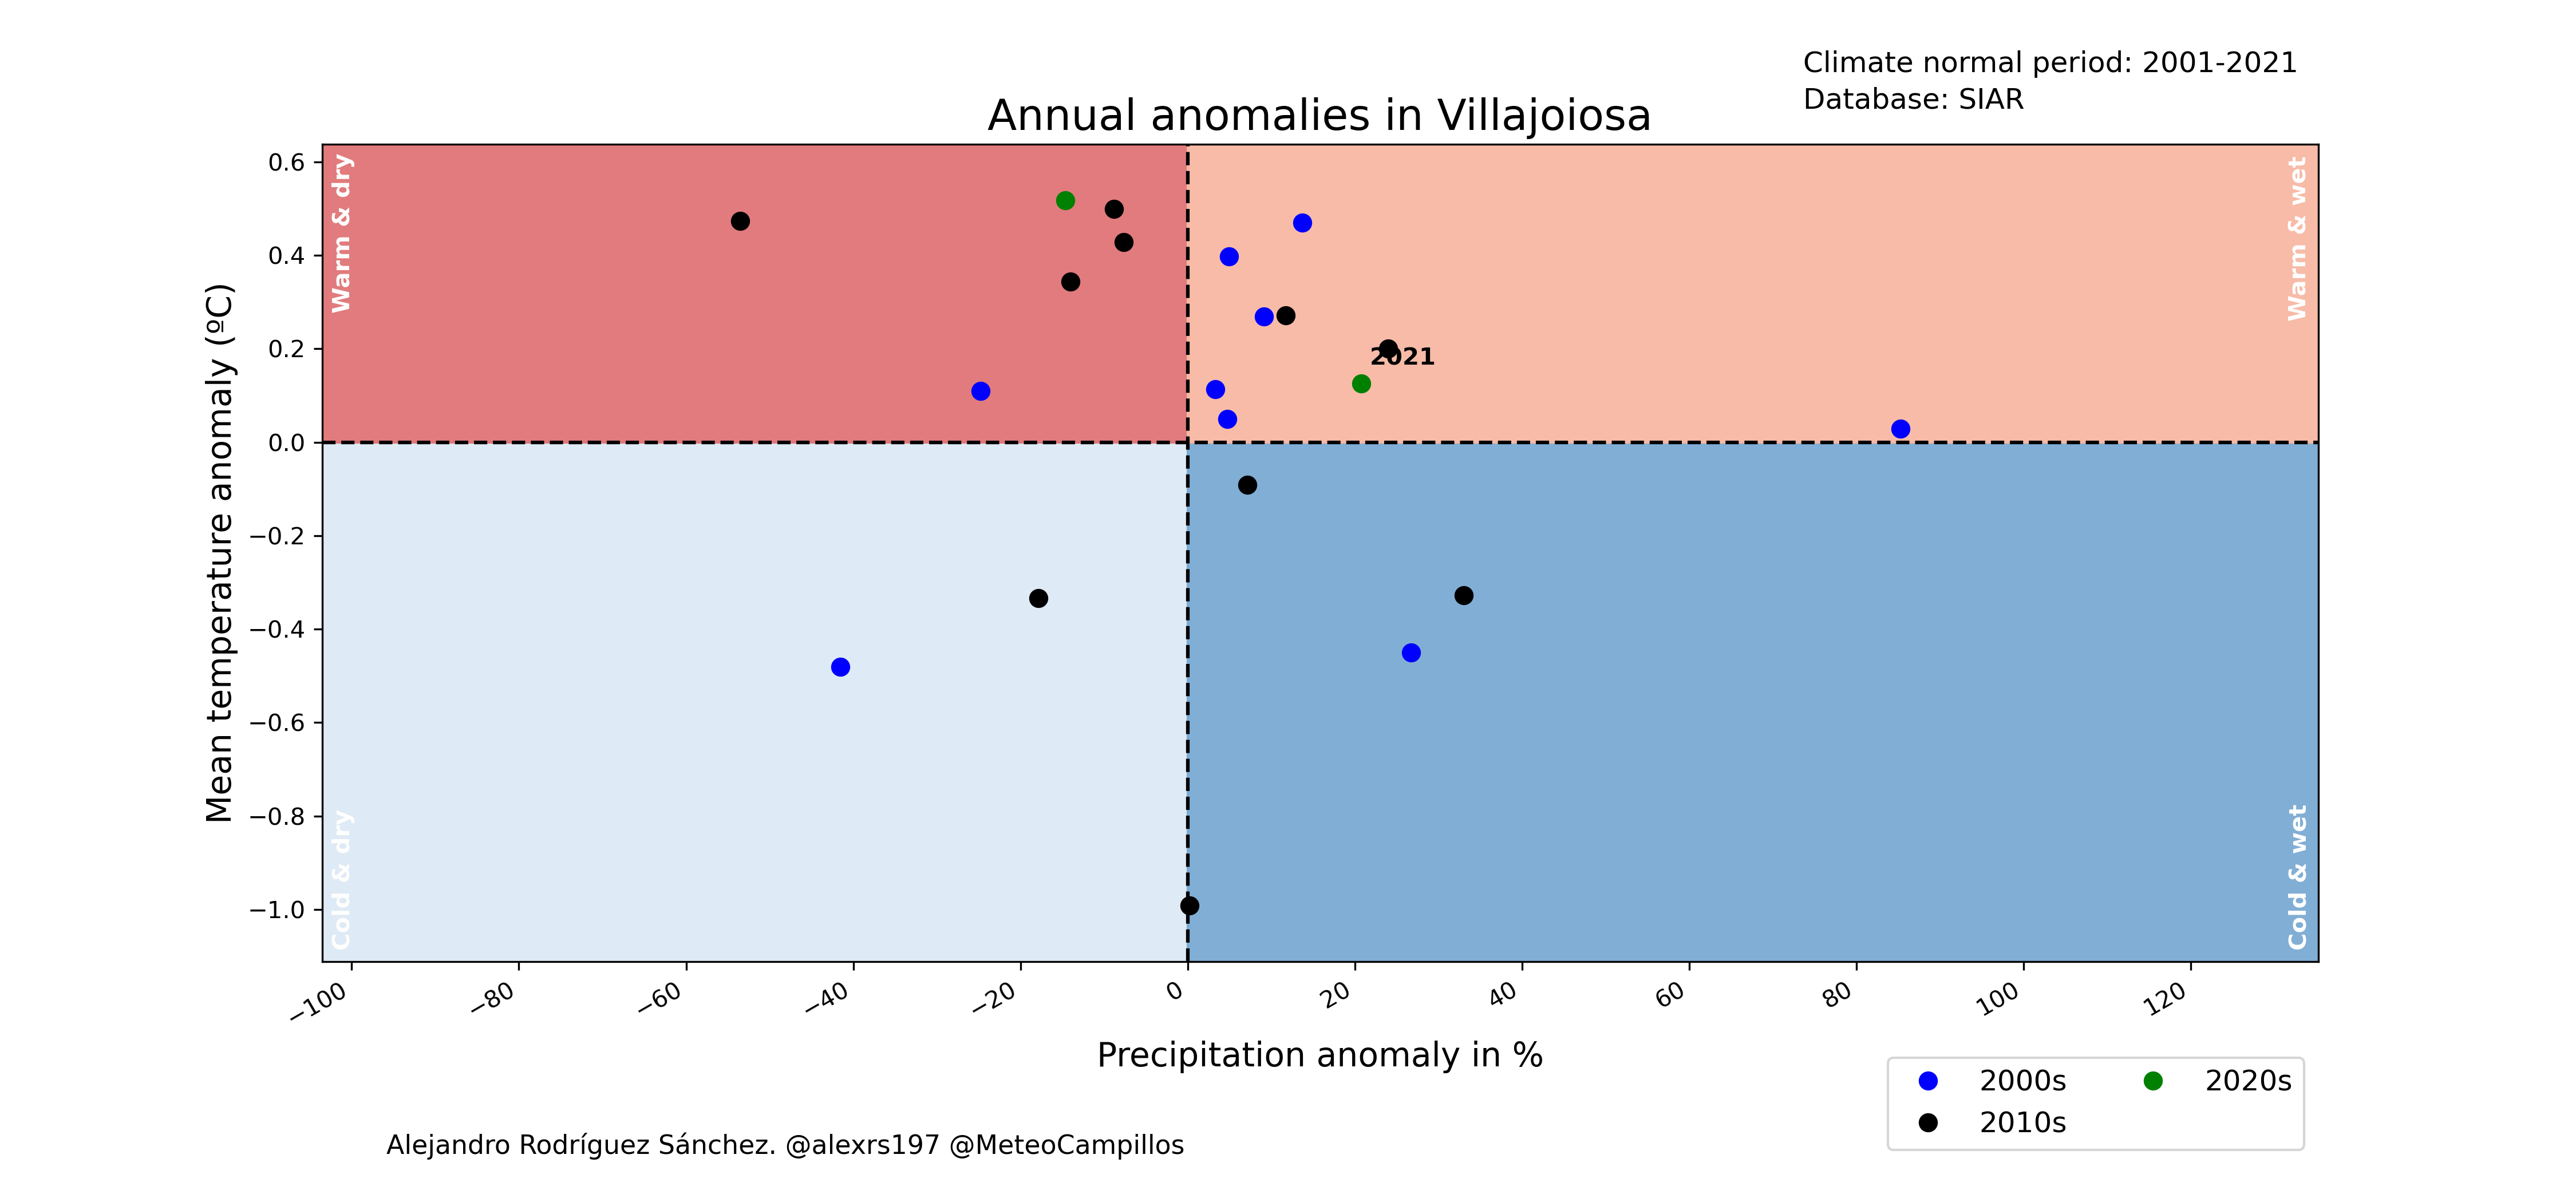 Climate normal period: 2001-2021
Database: SIAR
Annual anomalies in Villajoiosa
Mean temperature anomaly (ºC)
0.6
0.4
0.2
0.0
−0.2
−0.4
−0.6
−0.8
−1.0
Warm & dry
Warm & wet
2021
Cold & dry
Cold & wet
−100
−80
−60
−40
−20
0
20
40
60
80
100
120
Precipitation anomaly in %
2000s
2010s
2020s
Alejandro Rodríguez Sánchez. @alexrs197 @MeteoCampillos